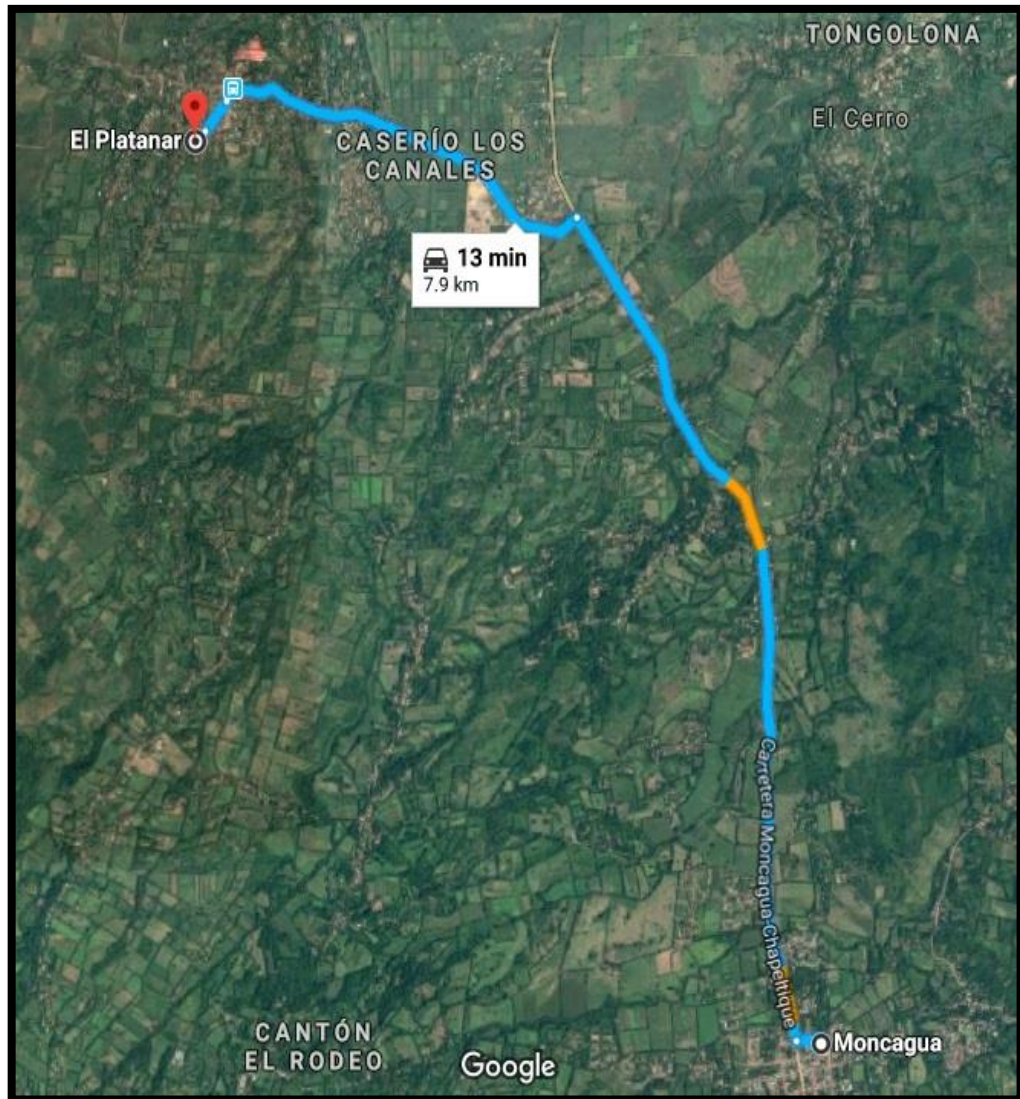 TONGOLONA
El Cerro
El Platanar
CASERÍO LOS
CANALES
13 min
7.9 km
Carretera Moncagua-Chapeltique
Moncagua
CANTÓN
EL RODEO
Google